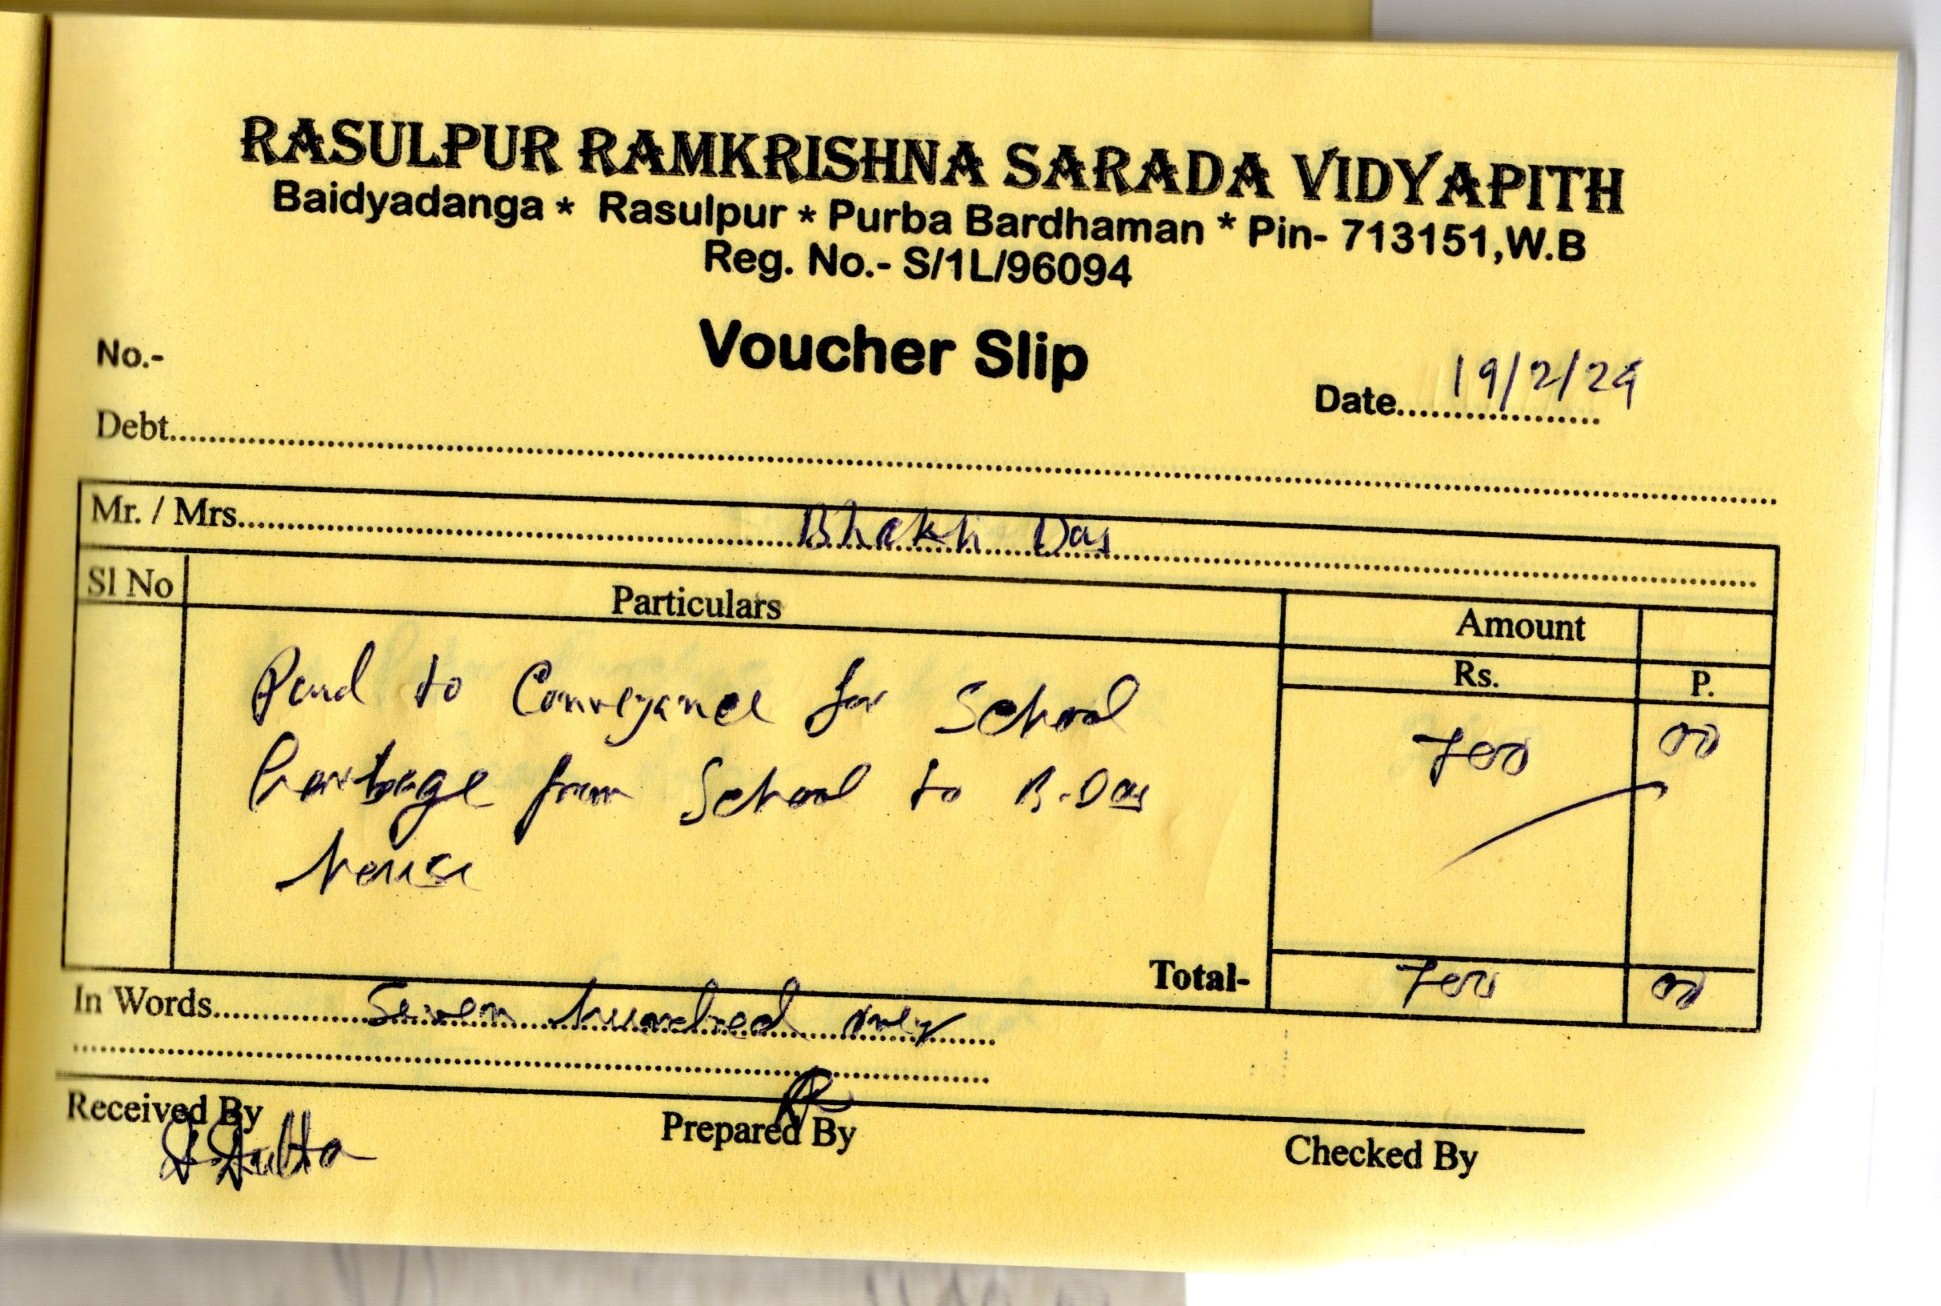 RASULPUR RAMKRISHNA SARADA VIDYAPITH
Baidyadanga * Rasulpur * Purba Bardhaman * Pin- 713151,W.B
Reg. No.- S/1L/96094
Voucher Slip
No.-
Date 19/2/24
Debt
Mr. / Mrs. Bhakti Das
Sl No Particulars Amount
Rs. P.
Paid to Conveyance for School 700 00
Garbage from School to B. Das
house
Total- 700 00
In Words Seven hundred only
Received By Prepared By Checked By